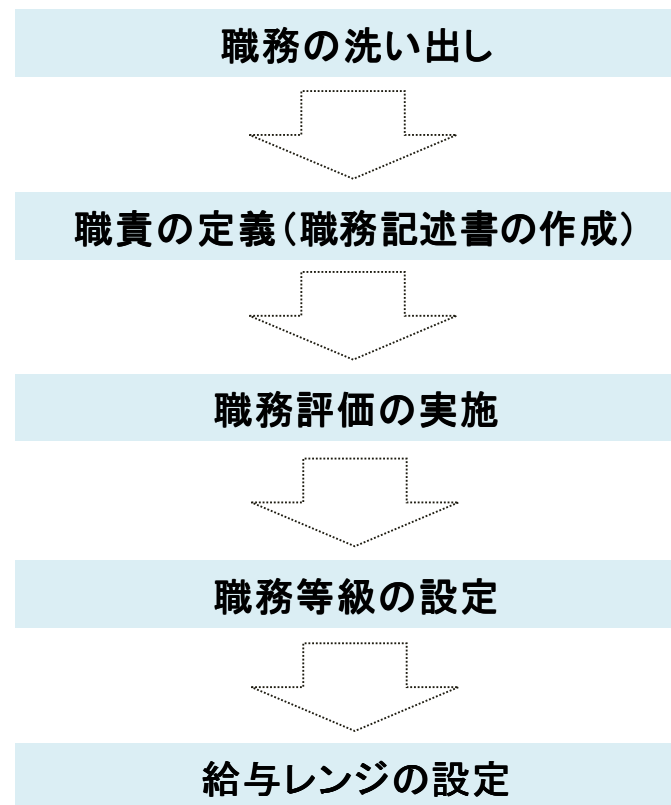 職務の洗い出し
職責の定義（職務記述書の作成）
職務評価の実施
職務等級の設定
給与レンジの設定